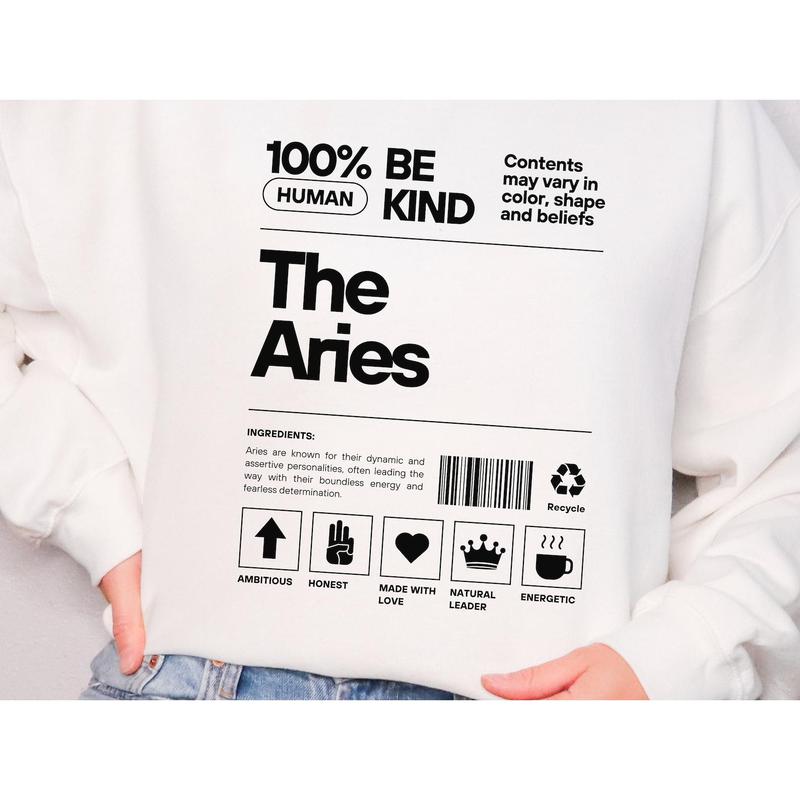 100% BE
HUMAN KIND
Contents
may vary in
color, shape
and beliefs
The
Aries
INGREDIENTS:
Aries are known for their dynamic and
assertive personalities, often leading the
way with their boundless energy and
fearless determination.
Recycle
AMBITIOUS
HONEST
MADE WITH
LOVE
NATURAL
LEADER
ENERGETIC